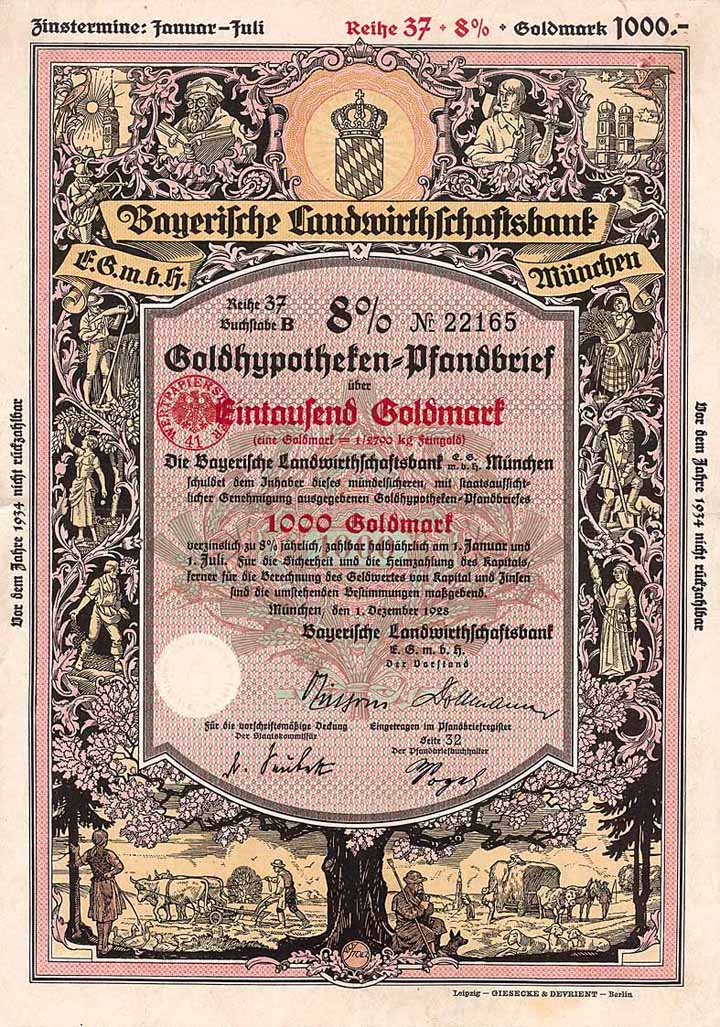 Zinstermine: Januar–Juli
Reihe 37 + 8% + Goldmark 1000.-
Bayerische Landwirthschaftsbank
E.G.m.b.H. München
Reihe 37
Buchstabe B
8% № 22165
Goldhypotheken-Pfandbrief
über
Eintausend Goldmark
(eine Goldmark = 1/2790 kg Feingold)
Die Bayerische Landwirthschaftsbank E.G.m.b.H. München
schuldet dem Inhaber dieses mündelsicheren, mit staatsaufsicht-
licher Genehmigung ausgegebenen Goldhypotheken-Pfandbriefes
1000 Goldmark
verzinslich zu 8% jährlich, zahlbar halbjährlich am 1. Januar und
1. Juli. Für die Sicherheit und die Heimzahlung des Kapitals,
ferner für die Berechnung des Geldwertes von Kapital und Zinsen
sind die umstehenden Bestimmungen maßgebend.
München, den 1. Dezember 1928
Bayerische Landwirthschaftsbank
E. G. m. b. H.
Der Vorstand
Dollmann
Für die vorschriftsmäßige Deckung
Der Staatskommissär
Eingetragen im Pfandbriefregister
Seite 32
Der Pfandbriefbuchhalter
Vogel
WERTPAPIERSTEUER
41
Vor dem Jahre 1934 nicht rückzahlbar
Vor dem Jahre 1934 nicht rückzahlbar
Leipzig — GIESECKE & DEVRIENT — Berlin